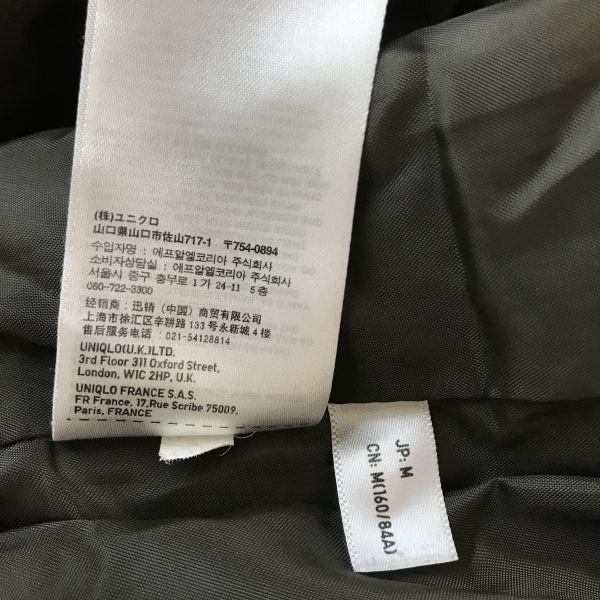 (株)ユニクロ
山口県山口市佐山717-1 〒754-0894
수입자명 : 에프알엘코리아 주식회사
소비자상담실 : 에프알엘코리아 주식회사
서울시 중구 충무로 1 가 24-11 5 층
080-722-3300
经销商 : 迅销（中国）商贸有限公司
上海市徐汇区辛耕路 133 号永新城 4 楼
售后服务电话 : 021-54128814
UNIQLO(U.K.)LTD.
3rd Floor 311 Oxford Street,
London, W1C 2HP, U.K.
UNIQLO FRANCE S.A.S.
FR France, 17,Rue Scribe 75009,
Paris, FRANCE
JP: M
CN: M(160/84A)